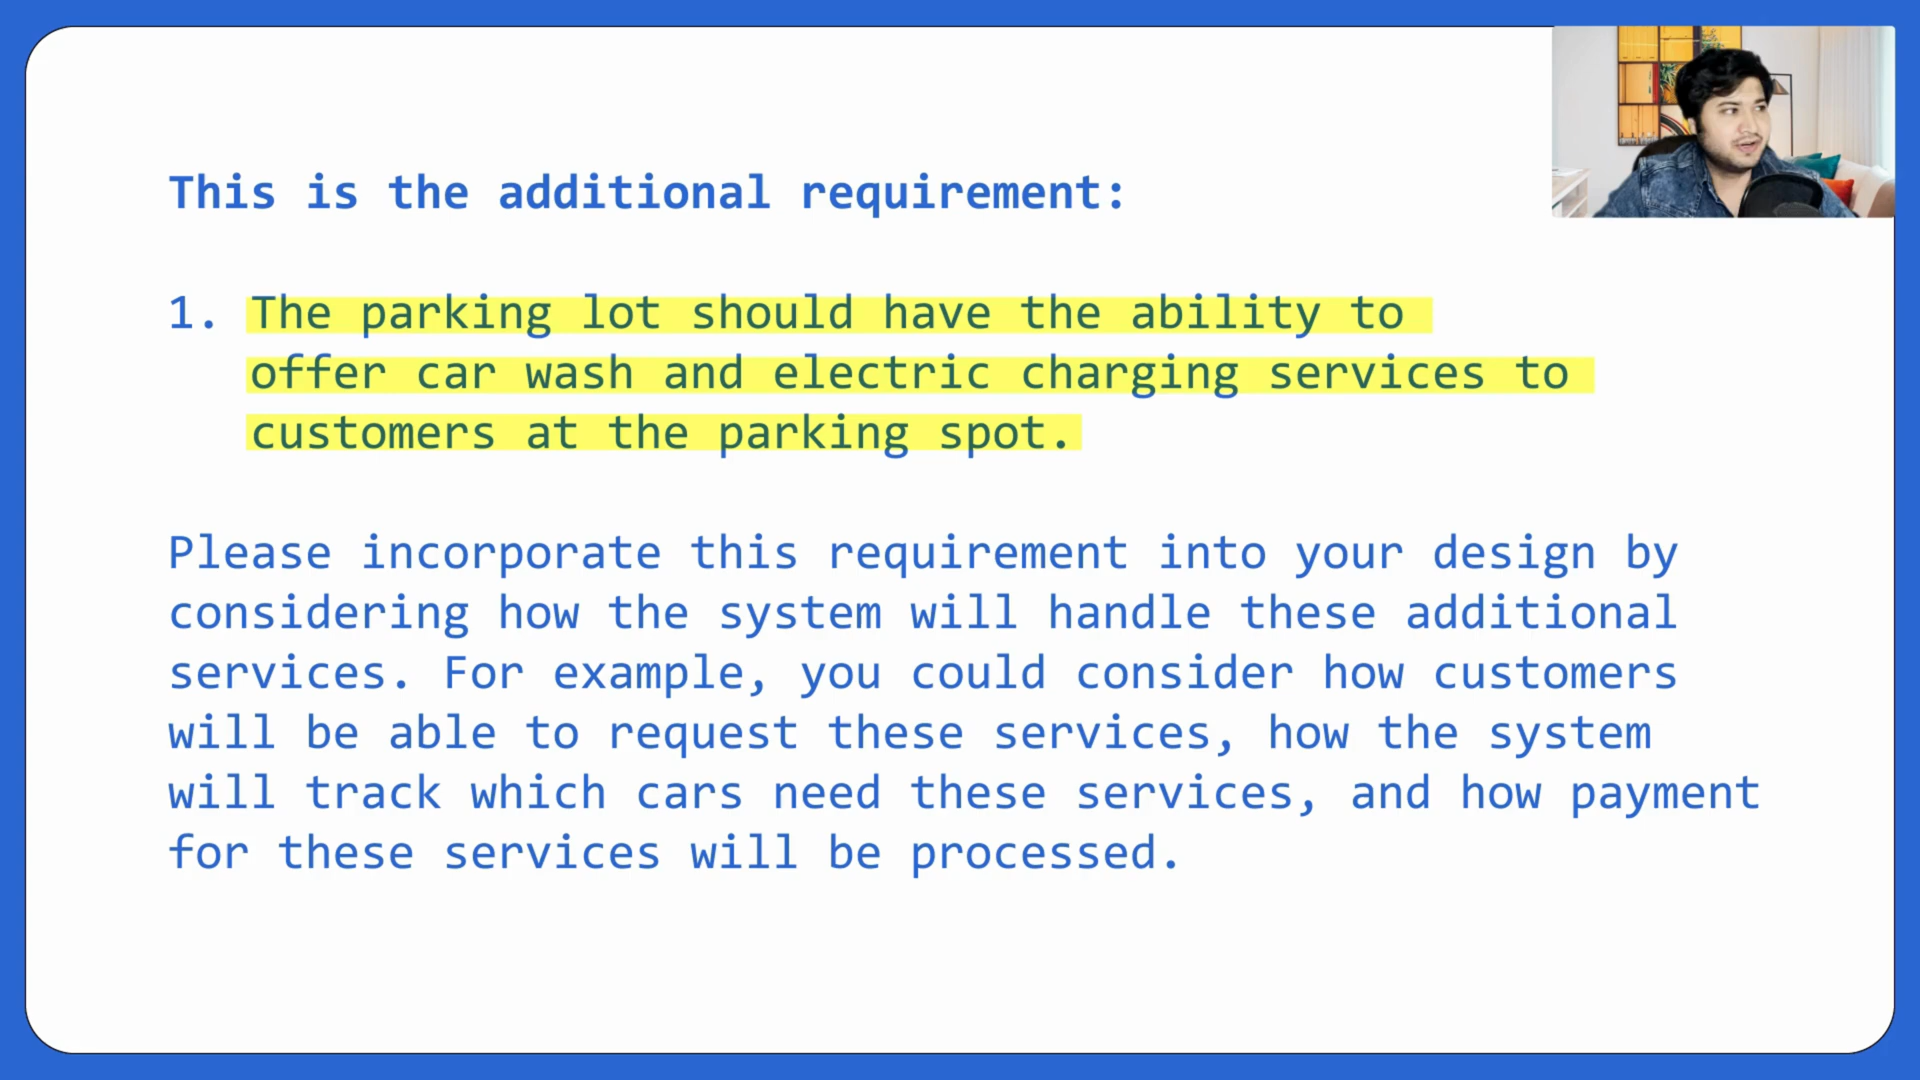 This is the additional requirement:
1. The parking lot should have the ability to
offer car wash and electric charging services to
customers at the parking spot.
Please incorporate this requirement into your design by
considering how the system will handle these additional
services. For example, you could consider how customers
will be able to request these services, how the system
will track which cars need these services, and how payment
for these services will be processed.